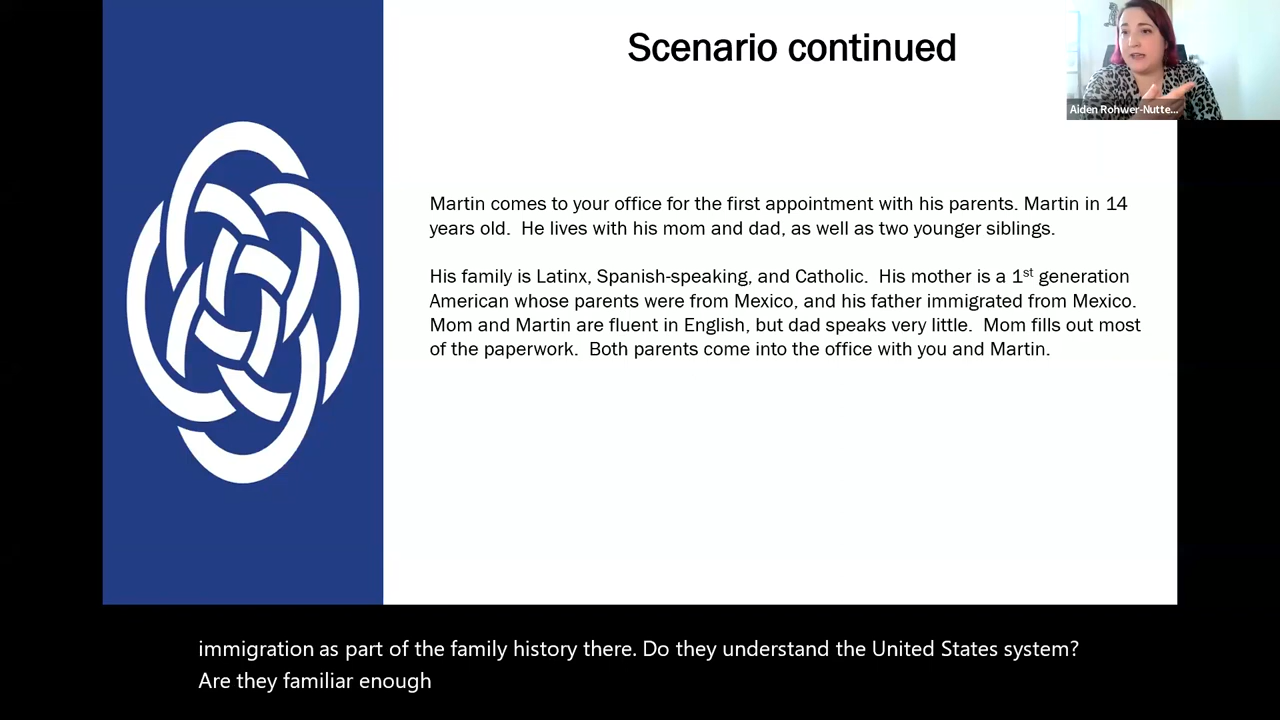 Scenario continued
Aiden Rohwer-Nutte...
Martin comes to your office for the first appointment with his parents. Martin in 14
years old. He lives with his mom and dad, as well as two younger siblings.
His family is Latinx, Spanish-speaking, and Catholic. His mother is a 1st generation
American whose parents were from Mexico, and his father immigrated from Mexico.
Mom and Martin are fluent in English, but dad speaks very little. Mom fills out most
of the paperwork. Both parents come into the office with you and Martin.
immigration as part of the family history there. Do they understand the United States system?
Are they familiar enough